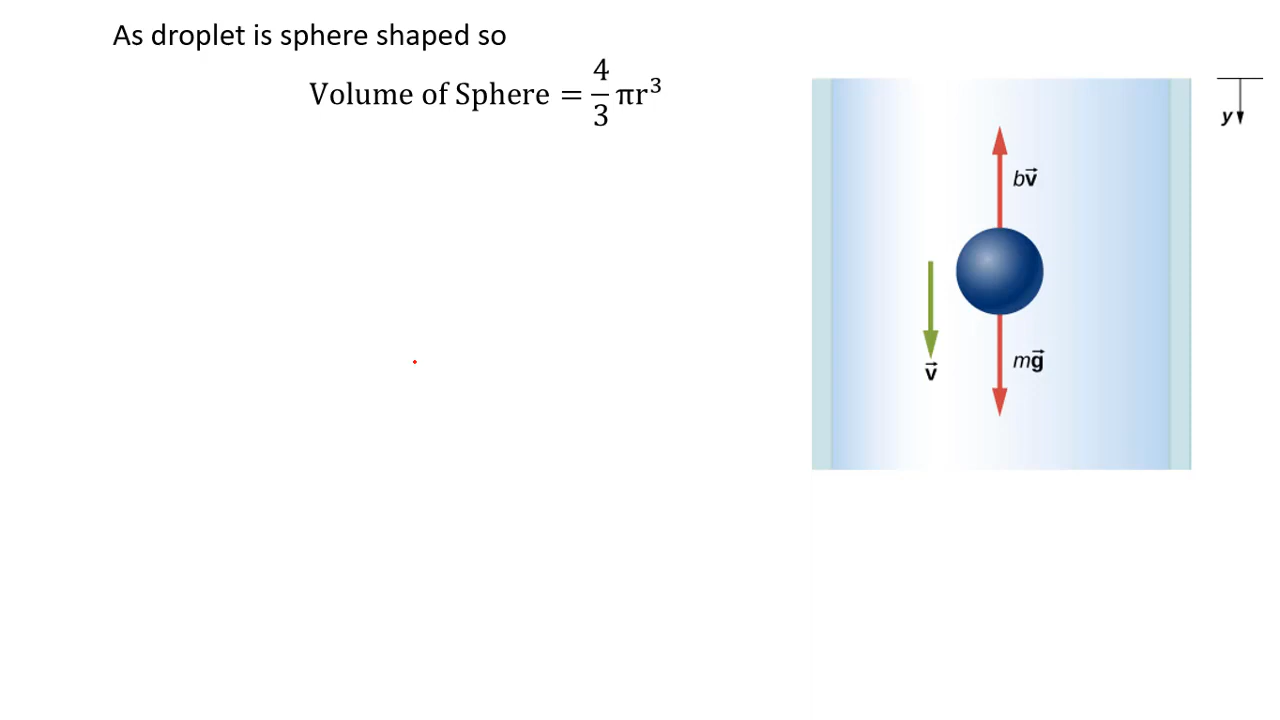 As droplet is sphere shaped so
Volume of Sphere = 4/3 πr³
y
bv⃗
v⃗
mg⃗